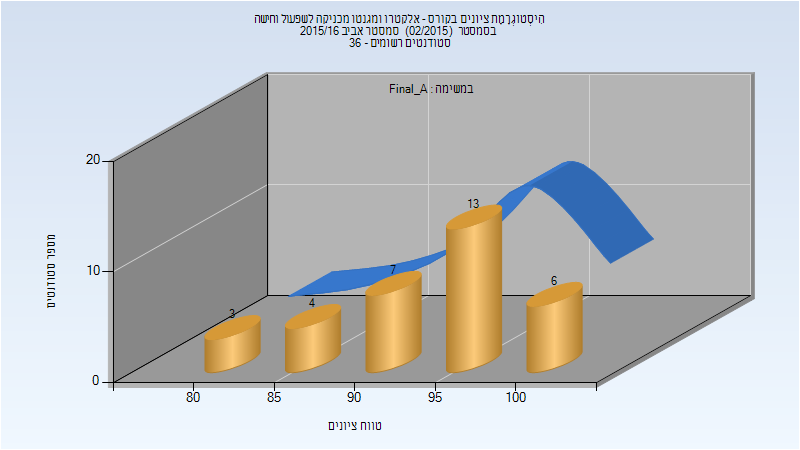 היסטוגרמת ציונים בקורס - אלקטרו ומגנטו מכניקה לשפעול וחישה
בסמסטר (02/2015) סמסטר אביב 2015/16
סטודנטים רשומים - 36
במשימה : Final_A
20
10
0
מספר סטודנטים
3
4
7
13
6
80
85
90
95
100
טווח ציונים